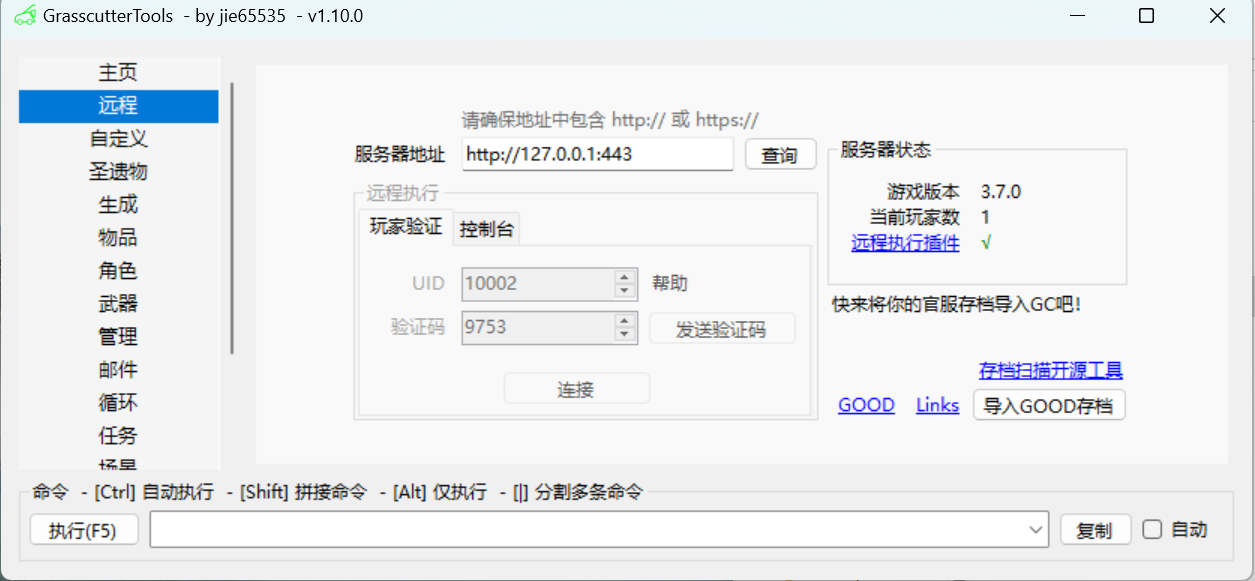 GrasscutterTools - by jie65535 - v1.10.0
主页
远程
自定义
圣遗物
生成
物品
角色
武器
管理
邮件
循环
任务
场景
请确保地址中包含 http:// 或 https://
服务器地址 http://127.0.0.1:443 查询
远程执行
玩家验证 控制台
UID 10002 帮助
验证码 9753 发送验证码
连接
服务器状态
游戏版本 3.7.0
当前玩家数 1
远程执行插件 √
快来将你的官服存档导入GC吧!
存档扫描开源工具
GOOD Links 导入GOOD存档
命令 - [Ctrl] 自动执行 - [Shift] 拼接命令 - [Alt] 仅执行 - [|] 分割多条命令
执行(F5) 复制 自动